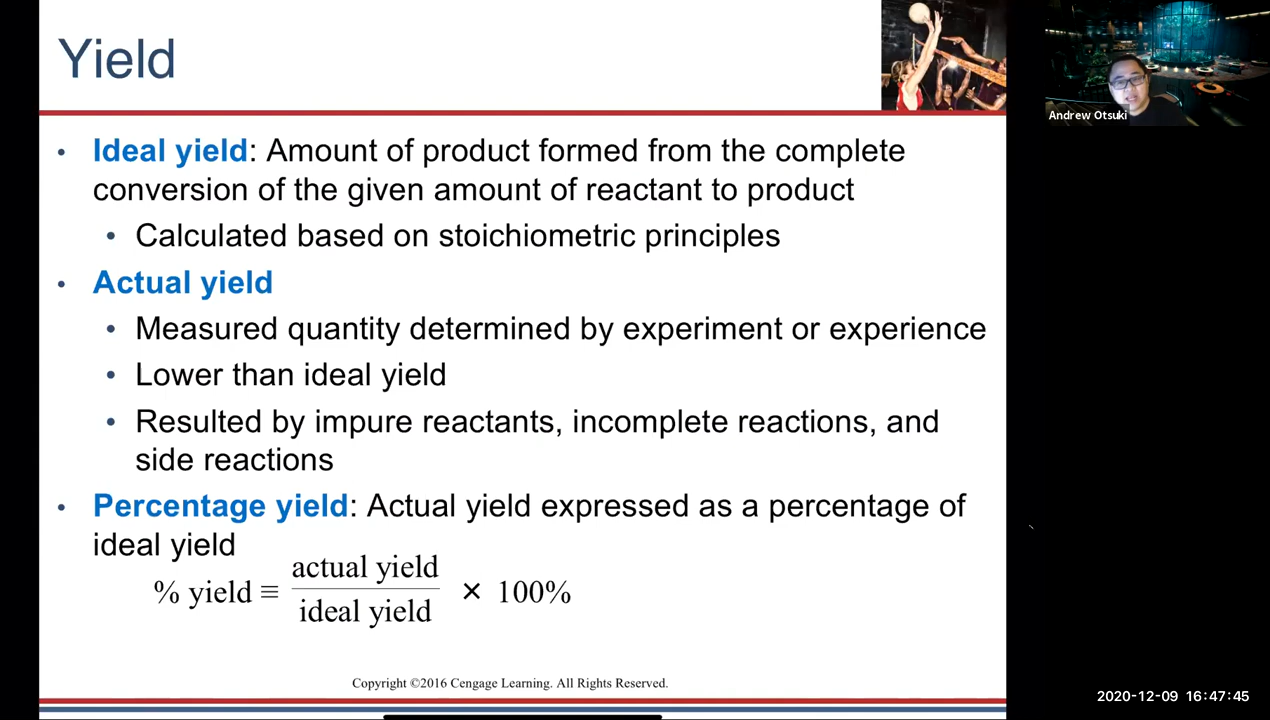 Yield
Andrew Otsuki
• Ideal yield: Amount of product formed from the complete
conversion of the given amount of reactant to product
• Calculated based on stoichiometric principles
• Actual yield
• Measured quantity determined by experiment or experience
• Lower than ideal yield
• Resulted by impure reactants, incomplete reactions, and
side reactions
• Percentage yield: Actual yield expressed as a percentage of
ideal yield
actual yield
% yield ≡ × 100%
ideal yield
Copyright ©2016 Cengage Learning. All Rights Reserved.
2020-12-09 16:47:45